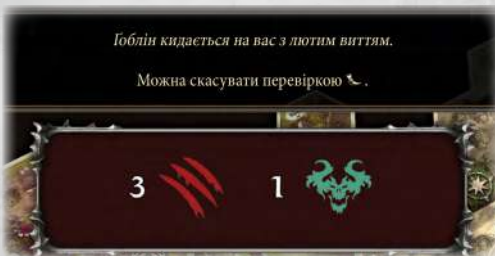 Гоблін кидається на вас з лютим виттям.
Можна скасувати перевіркою .
3 1